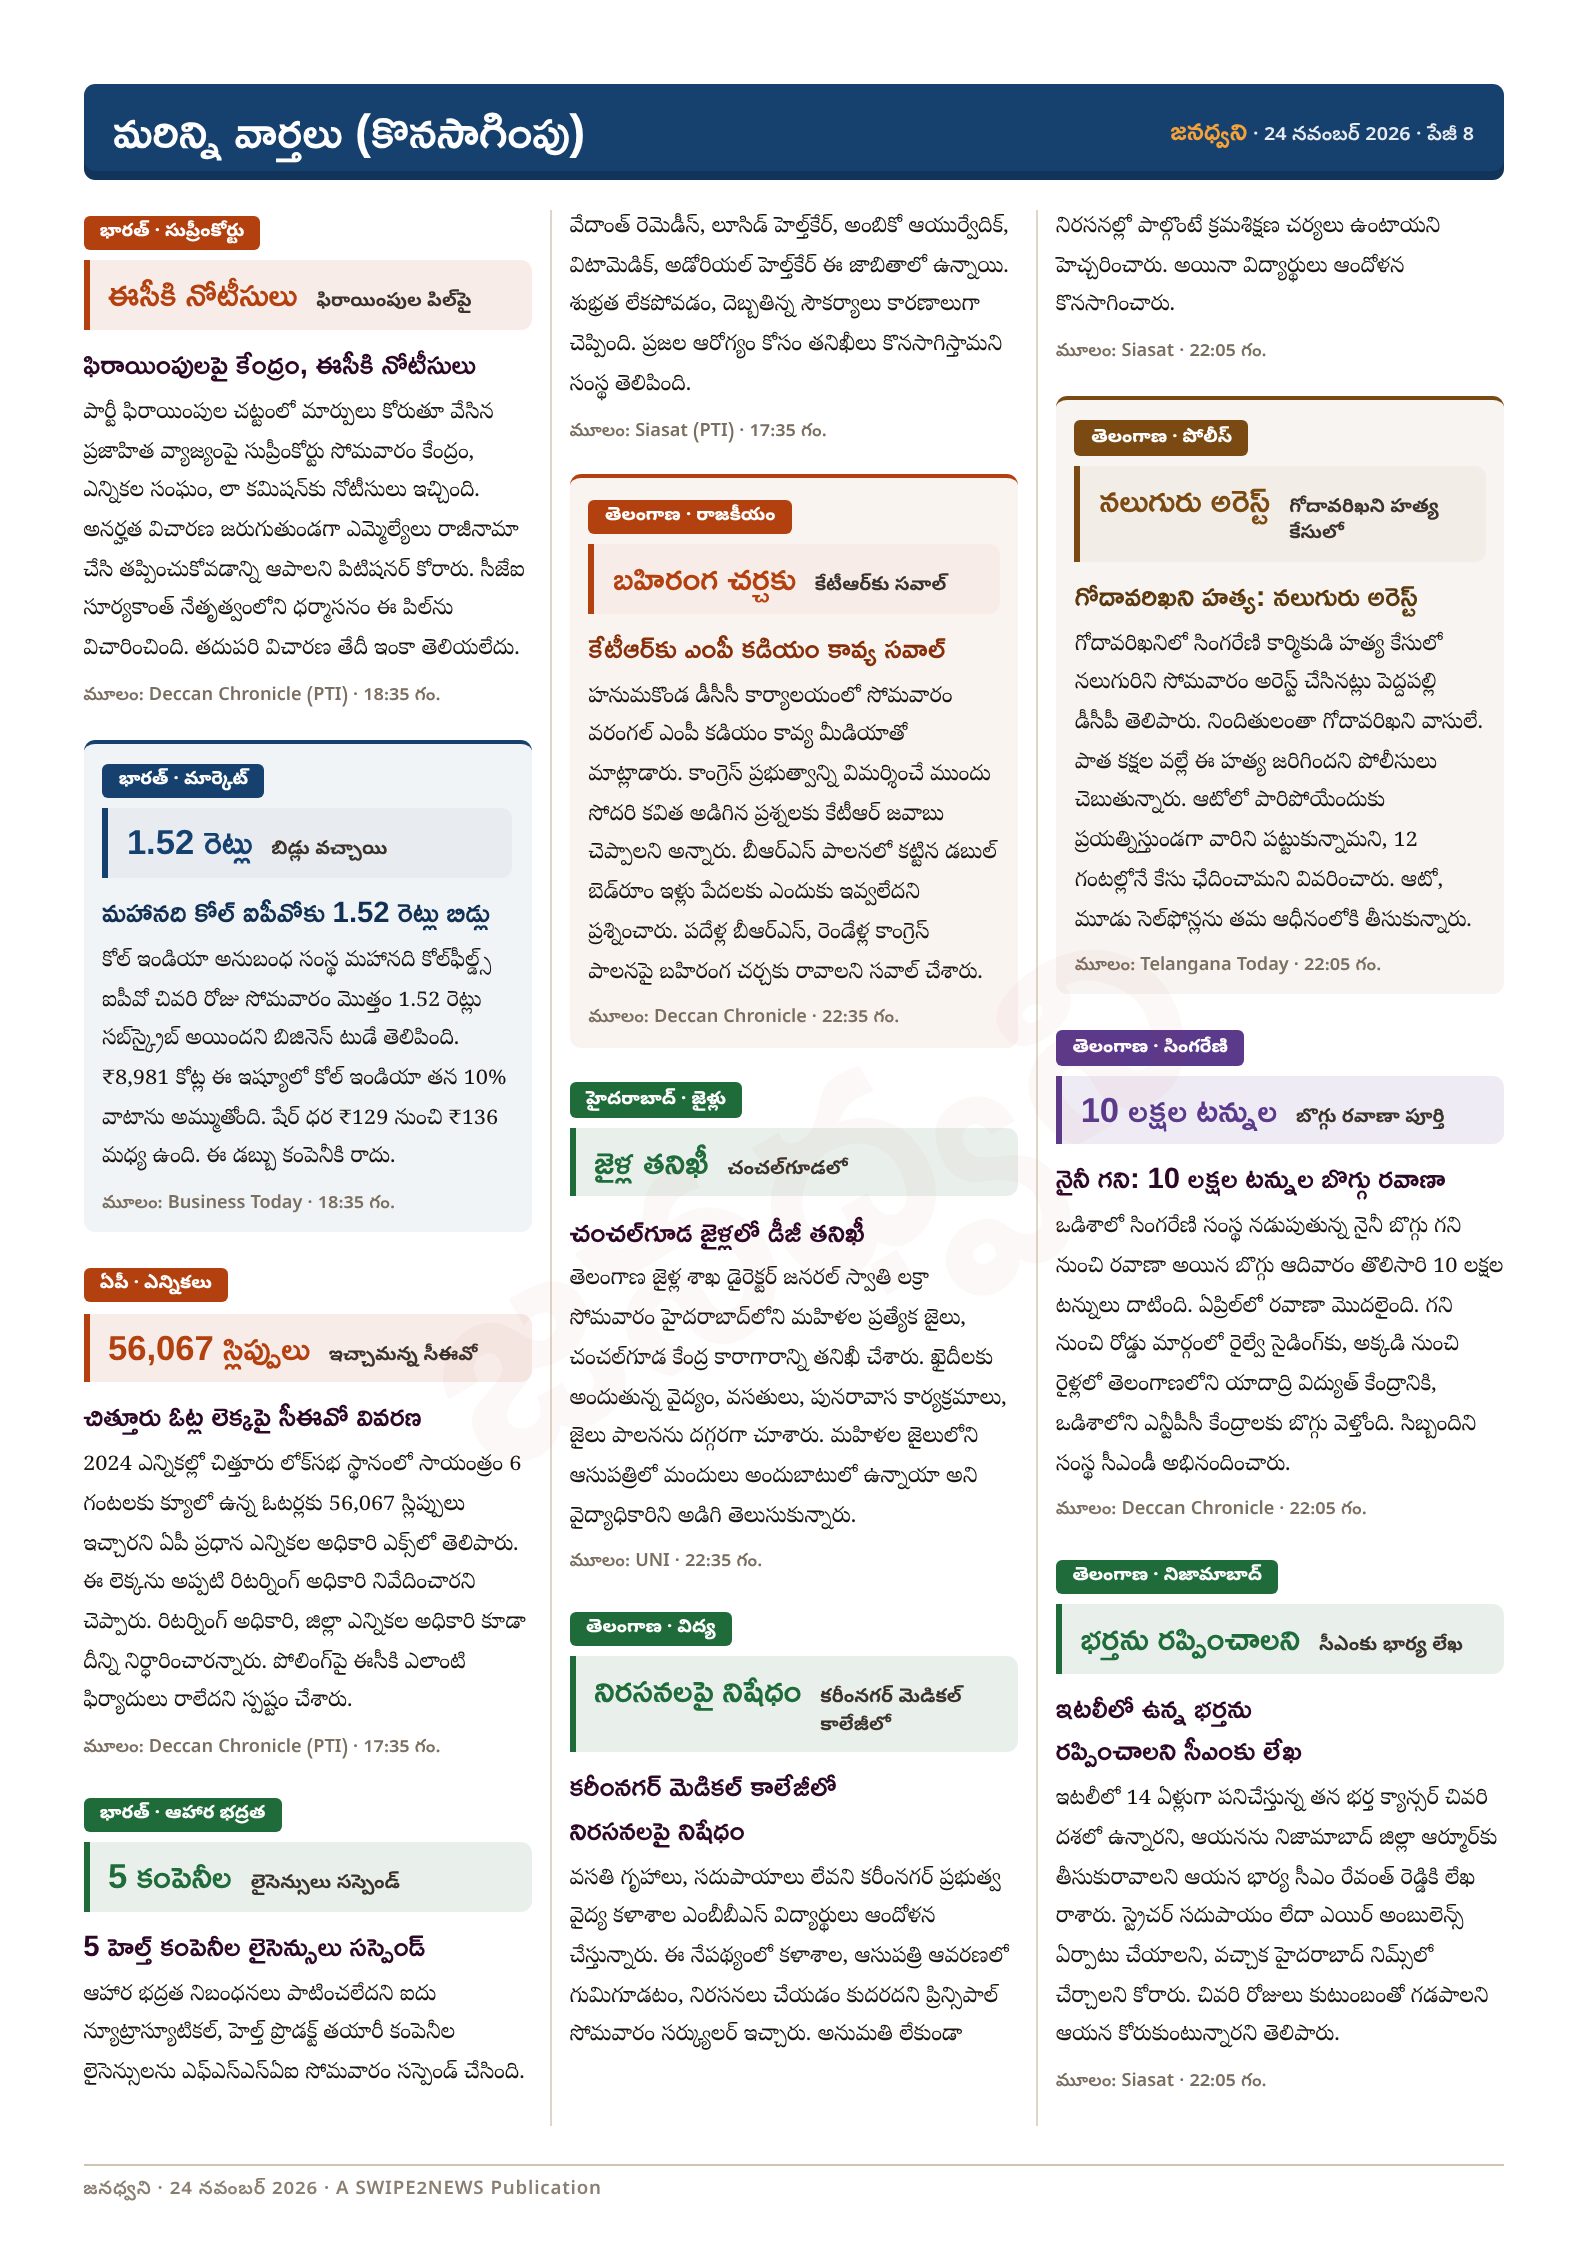 మరిన్ని వార్తలు (కొనసాగింపు)
జనధ్వని · 24 నవంబర్ 2026 · పేజీ 8
భారత్ · సుప్రీంకోర్టు
ఈసీకి నోటీసులు ఫిరాయింపుల పిల్‌పై
ఫిరాయింపులపై కేంద్రం, ఈసీకి నోటీసులు
పార్టీ ఫిరాయింపుల చట్టంలో మార్పులు కోరుతూ వేసిన
ప్రజాహిత వ్యాజ్యంపై సుప్రీంకోర్టు సోమవారం కేంద్రం,
ఎన్నికల సంఘం, లా కమిషన్‌కు నోటీసులు ఇచ్చింది.
అనర్హత విచారణ జరుగుతుండగా ఎమ్మెల్యేలు రాజీనామా
చేసి తప్పించుకోవడాన్ని ఆపాలని పిటిషనర్ కోరారు. సీజేఐ
సూర్యకాంత్ నేతృత్వంలోని ధర్మాసనం ఈ పిల్‌ను
విచారించింది. తదుపరి విచారణ తేదీ ఇంకా తెలియలేదు.
మూలం: Deccan Chronicle (PTI) · 18:35 గం.
భారత్ · మార్కెట్
1.52 రెట్లు బిడ్లు వచ్చాయి
మహానది కోల్ ఐపీవోకు 1.52 రెట్లు బిడ్లు
కోల్ ఇండియా అనుబంధ సంస్థ మహానది కోల్‌ఫీల్డ్స్
ఐపీవో చివరి రోజు సోమవారం మొత్తం 1.52 రెట్లు
సబ్‌స్క్రైబ్ అయిందని బిజినెస్ టుడే తెలిపింది.
₹8,981 కోట్ల ఈ ఇష్యూలో కోల్ ఇండియా తన 10%
వాటాను అమ్ముతోంది. షేర్ ధర ₹129 నుంచి ₹136
మధ్య ఉంది. ఈ డబ్బు కంపెనీకి రాదు.
మూలం: Business Today · 18:35 గం.
ఏపీ · ఎన్నికలు
56,067 స్లిప్పులు ఇచ్చామన్న సీఈవో
చిత్తూరు ఓట్ల లెక్కపై సీఈవో వివరణ
2024 ఎన్నికల్లో చిత్తూరు లోక్‌సభ స్థానంలో సాయంత్రం 6
గంటలకు క్యూలో ఉన్న ఓటర్లకు 56,067 స్లిప్పులు
ఇచ్చారని ఏపీ ప్రధాన ఎన్నికల అధికారి ఎక్స్‌లో తెలిపారు.
ఈ లెక్కను అప్పటి రిటర్నింగ్ అధికారి నివేదించారని
చెప్పారు. రిటర్నింగ్ అధికారి, జిల్లా ఎన్నికల అధికారి కూడా
దీన్ని నిర్ధారించారన్నారు. పోలింగ్‌పై ఈసీకి ఎలాంటి
ఫిర్యాదులు రాలేదని స్పష్టం చేశారు.
మూలం: Deccan Chronicle (PTI) · 17:35 గం.
భారత్ · ఆహార భద్రత
5 కంపెనీల లైసెన్సులు సస్పెండ్
5 హెల్త్ కంపెనీల లైసెన్సులు సస్పెండ్
ఆహార భద్రత నిబంధనలు పాటించలేదని ఐదు
న్యూట్రాస్యూటికల్, హెల్త్ ప్రొడక్ట్ తయారీ కంపెనీల
లైసెన్సులను ఎఫ్ఎస్ఎస్ఏఐ సోమవారం సస్పెండ్ చేసింది.
వేదాంత్ రెమెడీస్, లూసిడ్ హెల్త్‌కేర్, అంబికో ఆయుర్వేదిక్,
విటామెడిక్, అడోరియల్ హెల్త్‌కేర్ ఈ జాబితాలో ఉన్నాయి.
శుభ్రత లేకపోవడం, దెబ్బతిన్న సౌకర్యాలు కారణాలుగా
చెప్పింది. ప్రజల ఆరోగ్యం కోసం తనిఖీలు కొనసాగిస్తామని
సంస్థ తెలిపింది.
మూలం: Siasat (PTI) · 17:35 గం.
తెలంగాణ · రాజకీయం
బహిరంగ చర్చకు కేటీఆర్‌కు సవాల్
కేటీఆర్‌కు ఎంపీ కడియం కావ్య సవాల్
హనుమకొండ డీసీసీ కార్యాలయంలో సోమవారం
వరంగల్ ఎంపీ కడియం కావ్య మీడియాతో
మాట్లాడారు. కాంగ్రెస్ ప్రభుత్వాన్ని విమర్శించే ముందు
సోదరి కవిత అడిగిన ప్రశ్నలకు కేటీఆర్ జవాబు
చెప్పాలని అన్నారు. బీఆర్ఎస్ పాలనలో కట్టిన డబుల్
బెడ్‌రూం ఇళ్లు పేదలకు ఎందుకు ఇవ్వలేదని
ప్రశ్నించారు. పదేళ్ల బీఆర్ఎస్, రెండేళ్ల కాంగ్రెస్
పాలనపై బహిరంగ చర్చకు రావాలని సవాల్ చేశారు.
మూలం: Deccan Chronicle · 22:35 గం.
హైదరాబాద్ · జైళ్లు
జైళ్ల తనిఖీ చంచల్‌గూడలో
చంచల్‌గూడ జైళ్లలో డీజీ తనిఖీ
తెలంగాణ జైళ్ల శాఖ డైరెక్టర్ జనరల్ స్వాతి లక్రా
సోమవారం హైదరాబాద్‌లోని మహిళల ప్రత్యేక జైలు,
చంచల్‌గూడ కేంద్ర కారాగారాన్ని తనిఖీ చేశారు. ఖైదీలకు
అందుతున్న వైద్యం, వసతులు, పునరావాస కార్యక్రమాలు,
జైలు పాలనను దగ్గరగా చూశారు. మహిళల జైలులోని
ఆసుపత్రిలో మందులు అందుబాటులో ఉన్నాయా అని
వైద్యాధికారిని అడిగి తెలుసుకున్నారు.
మూలం: UNI · 22:35 గం.
తెలంగాణ · విద్య
నిరసనలపై నిషేధం కరీంనగర్ మెడికల్
కాలేజీలో
కరీంనగర్ మెడికల్ కాలేజీలో
నిరసనలపై నిషేధం
వసతి గృహాలు, సదుపాయాలు లేవని కరీంనగర్ ప్రభుత్వ
వైద్య కళాశాల ఎంబీబీఎస్ విద్యార్థులు ఆందోళన
చేస్తున్నారు. ఈ నేపథ్యంలో కళాశాల, ఆసుపత్రి ఆవరణలో
గుమిగూడటం, నిరసనలు చేయడం కుదరదని ప్రిన్సిపాల్
సోమవారం సర్క్యులర్ ఇచ్చారు. అనుమతి లేకుండా
నిరసనల్లో పాల్గొంటే క్రమశిక్షణ చర్యలు ఉంటాయని
హెచ్చరించారు. అయినా విద్యార్థులు ఆందోళన
కొనసాగించారు.
మూలం: Siasat · 22:05 గం.
తెలంగాణ · పోలీస్
నలుగురు అరెస్ట్ గోదావరిఖని హత్య
కేసులో
గోదావరిఖని హత్య: నలుగురు అరెస్ట్
గోదావరిఖనిలో సింగరేణి కార్మికుడి హత్య కేసులో
నలుగురిని సోమవారం అరెస్ట్ చేసినట్లు పెద్దపల్లి
డీసీపీ తెలిపారు. నిందితులంతా గోదావరిఖని వాసులే.
పాత కక్షల వల్లే ఈ హత్య జరిగిందని పోలీసులు
చెబుతున్నారు. ఆటోలో పారిపోయేందుకు
ప్రయత్నిస్తుండగా వారిని పట్టుకున్నామని, 12
గంటల్లోనే కేసు ఛేదించామని వివరించారు. ఆటో,
మూడు సెల్‌ఫోన్లను తమ ఆధీనంలోకి తీసుకున్నారు.
మూలం: Telangana Today · 22:05 గం.
తెలంగాణ · సింగరేణి
10 లక్షల టన్నుల బొగ్గు రవాణా పూర్తి
నైనీ గని: 10 లక్షల టన్నుల బొగ్గు రవాణా
ఒడిశాలో సింగరేణి సంస్థ నడుపుతున్న నైనీ బొగ్గు గని
నుంచి రవాణా అయిన బొగ్గు ఆదివారం తొలిసారి 10 లక్షల
టన్నులు దాటింది. ఏప్రిల్‌లో రవాణా మొదలైంది. గని
నుంచి రోడ్డు మార్గంలో రైల్వే సైడింగ్‌కు, అక్కడి నుంచి
రైళ్లలో తెలంగాణలోని యాదాద్రి విద్యుత్ కేంద్రానికి,
ఒడిశాలోని ఎన్టీపీసీ కేంద్రాలకు బొగ్గు వెళ్తోంది. సిబ్బందిని
సంస్థ సీఎండీ అభినందించారు.
మూలం: Deccan Chronicle · 22:05 గం.
తెలంగాణ · నిజామాబాద్
భర్తను రప్పించాలని సీఎంకు భార్య లేఖ
ఇటలీలో ఉన్న భర్తను
రప్పించాలని సీఎంకు లేఖ
ఇటలీలో 14 ఏళ్లుగా పనిచేస్తున్న తన భర్త క్యాన్సర్ చివరి
దశలో ఉన్నారని, ఆయనను నిజామాబాద్ జిల్లా ఆర్మూర్‌కు
తీసుకురావాలని ఆయన భార్య సీఎం రేవంత్ రెడ్డికి లేఖ
రాశారు. స్ట్రెచర్ సదుపాయం లేదా ఎయిర్ అంబులెన్స్
ఏర్పాటు చేయాలని, వచ్చాక హైదరాబాద్ నిమ్స్‌లో
చేర్చాలని కోరారు. చివరి రోజులు కుటుంబంతో గడపాలని
ఆయన కోరుకుంటున్నారని తెలిపారు.
మూలం: Siasat · 22:05 గం.
జనధ్వని
జనధ్వని · 24 నవంబర్ 2026 · A SWIPE2NEWS Publication